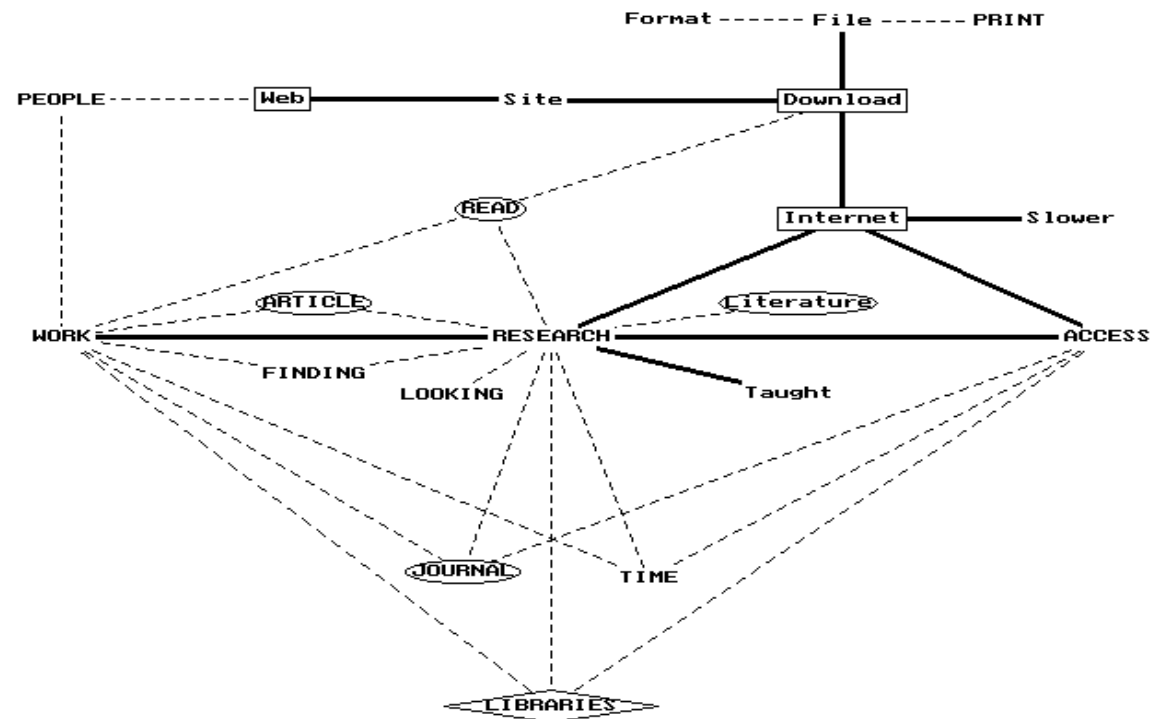 Format File PRINT
PEOPLE Web Site Download
READ Internet Slower
ARTICLE Literature
WORK RESEARCH ACCESS
FINDING
LOOKING Taught
JOURNAL TIME
LIBRARIES